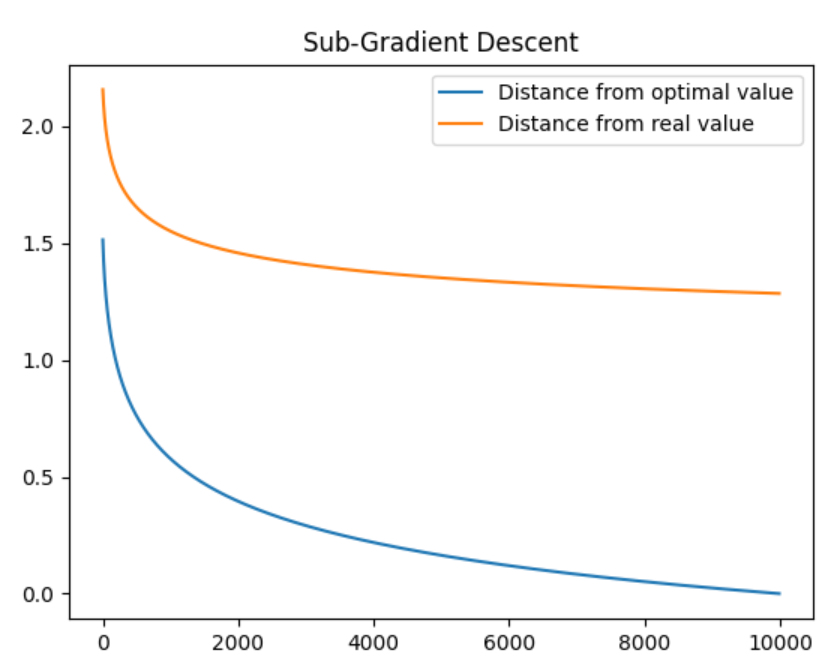 Sub-Gradient Descent
Distance from optimal value
Distance from real value
2.0
1.5
1.0
0.5
0.0
0 2000 4000 6000 8000 10000